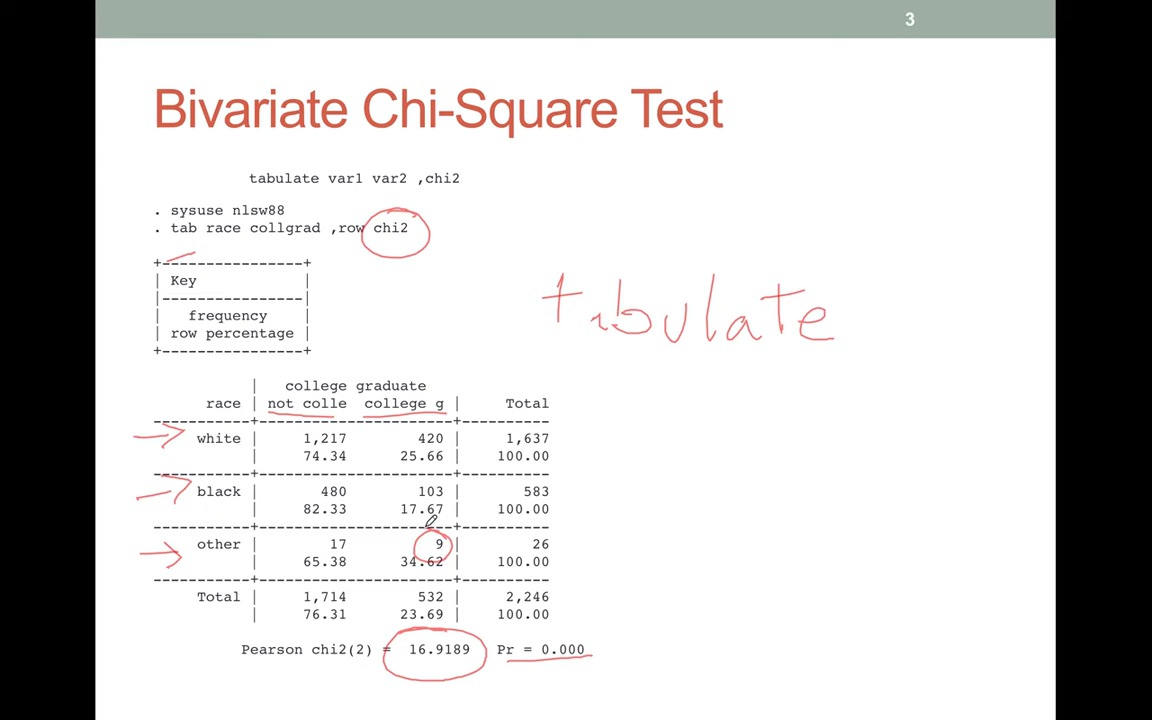 3
Bivariate Chi-Square Test
tabulate var1 var2 ,chi2
. sysuse nlsw88
. tab race collgrad ,row chi2
+----------------+
| Key            |
|----------------|
|   frequency    |
| row percentage |
+----------------+
tabulate
           |   college graduate
      race | not colle  college g |     Total
-----------+----------------------+----------
     white |     1,217        420 |     1,637
           |     74.34      25.66 |    100.00
-----------+----------------------+----------
     black |       480        103 |       583
           |     82.33      17.67 |    100.00
-----------+----------------------+----------
     other |        17          9 |        26
           |     65.38      34.62 |    100.00
-----------+----------------------+----------
     Total |     1,714        532 |     2,246
           |     76.31      23.69 |    100.00
Pearson chi2(2) =  16.9189   Pr = 0.000